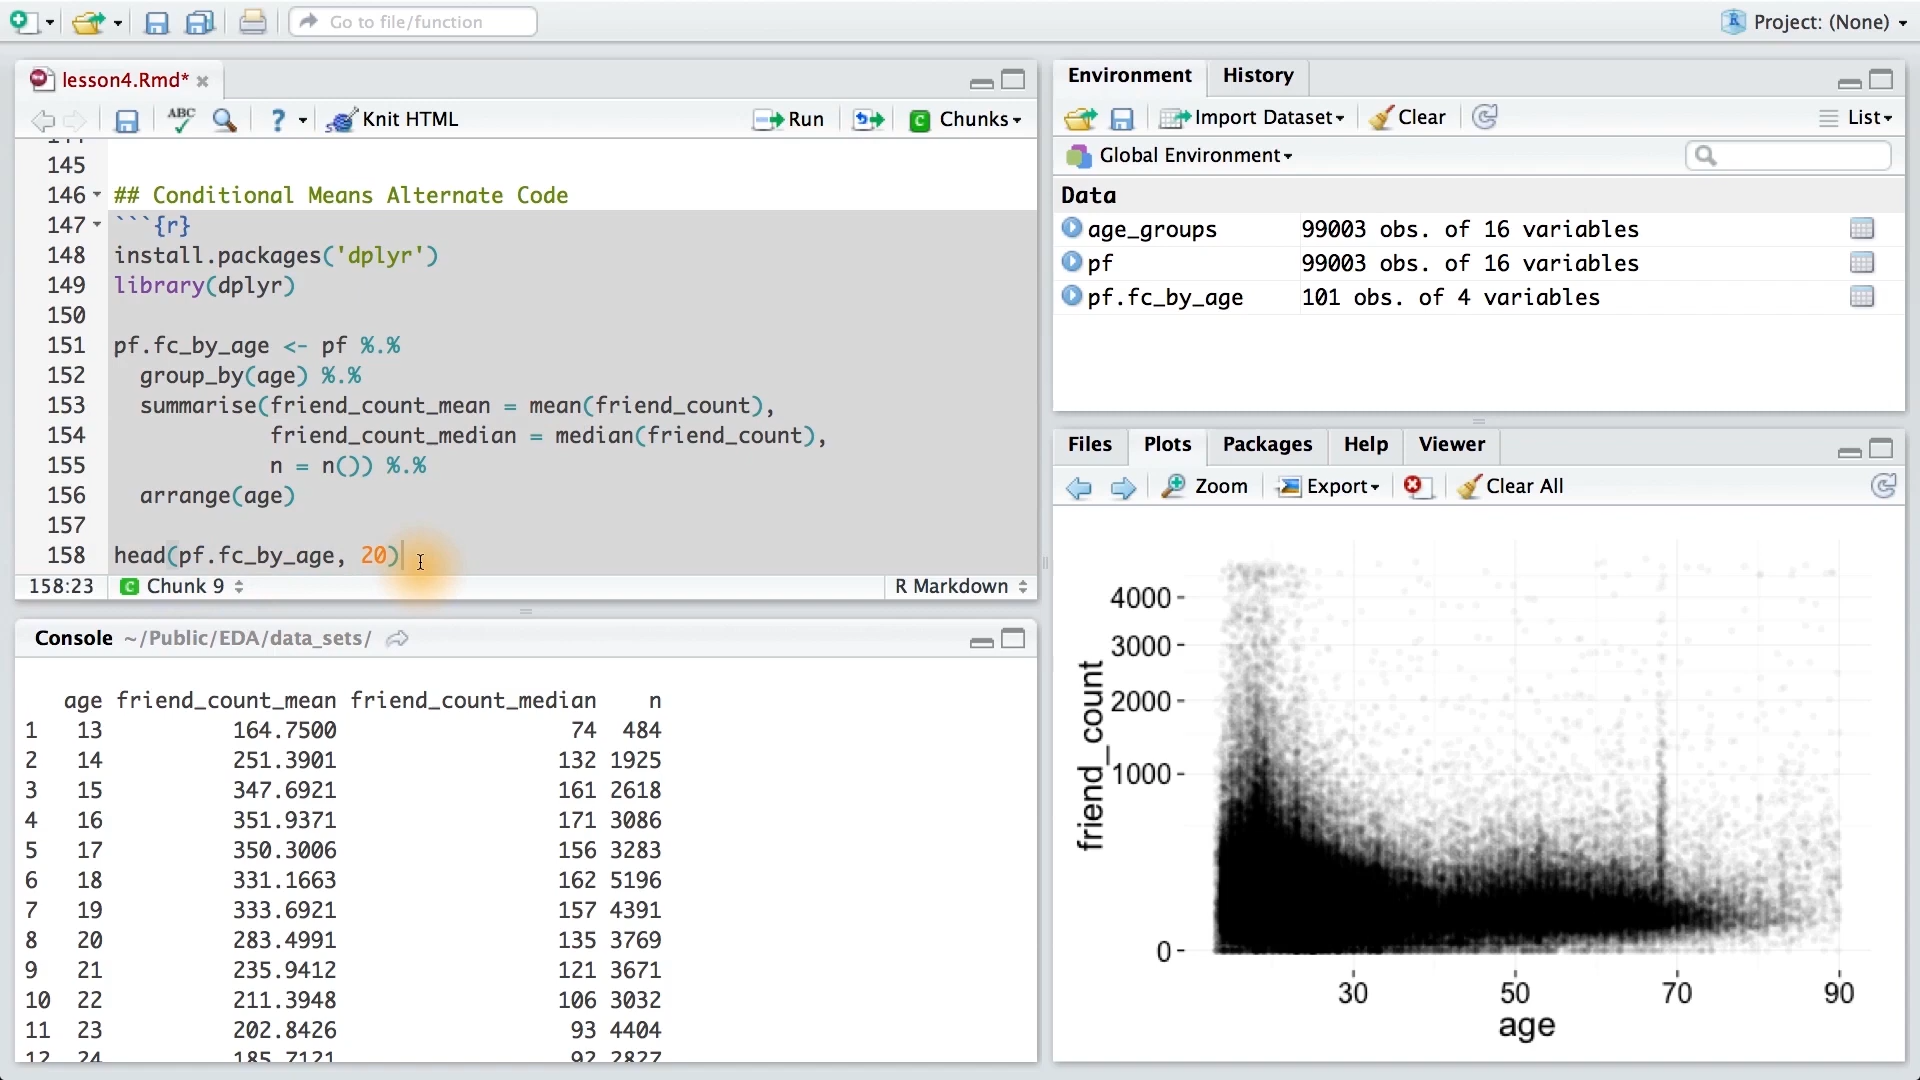 Go to file/function
Project: (None)
lesson4.Rmd*
ABC
?
Knit HTML
Run
Chunks
145
146 ## Conditional Means Alternate Code
147 ```{r}
148 install.packages('dplyr')
149 library(dplyr)
150
151 pf.fc_by_age <- pf %.%
152 group_by(age) %.%
153 summarise(friend_count_mean = mean(friend_count),
154 friend_count_median = median(friend_count),
155 n = n()) %.%
156 arrange(age)
157
158 head(pf.fc_by_age, 20)
158:23 Chunk 9 R Markdown
Console ~/Public/EDA/data_sets/
age friend_count_mean friend_count_median n
1 13 164.7500 74 484
2 14 251.3901 132 1925
3 15 347.6921 161 2618
4 16 351.9371 171 3086
5 17 350.3006 156 3283
6 18 331.1663 162 5196
7 19 333.6921 157 4391
8 20 283.4991 135 3769
9 21 235.9412 121 3671
10 22 211.3948 106 3032
11 23 202.8426 93 4404
12 24 185.7121 92 2827
Environment History
Import Dataset Clear List
Global Environment
Data
age_groups 99003 obs. of 16 variables
pf 99003 obs. of 16 variables
pf.fc_by_age 101 obs. of 4 variables
Files Plots Packages Help Viewer
Zoom Export Clear All
friend_count
4000
3000
2000
1000
0
30 50 70 90
age